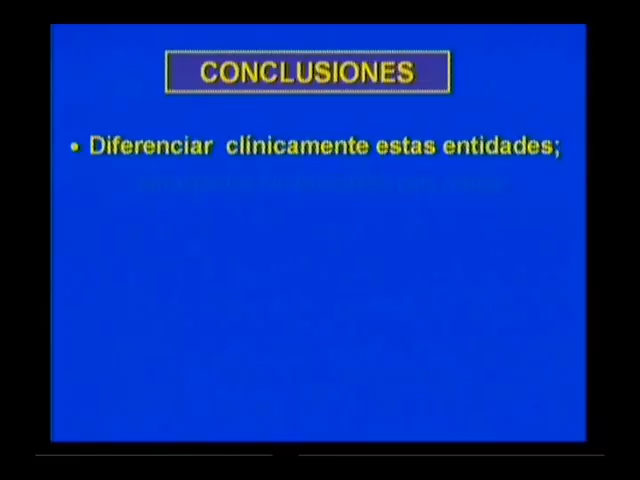 CONCLUSIONES
• Diferenciar clínicamente estas entidades;